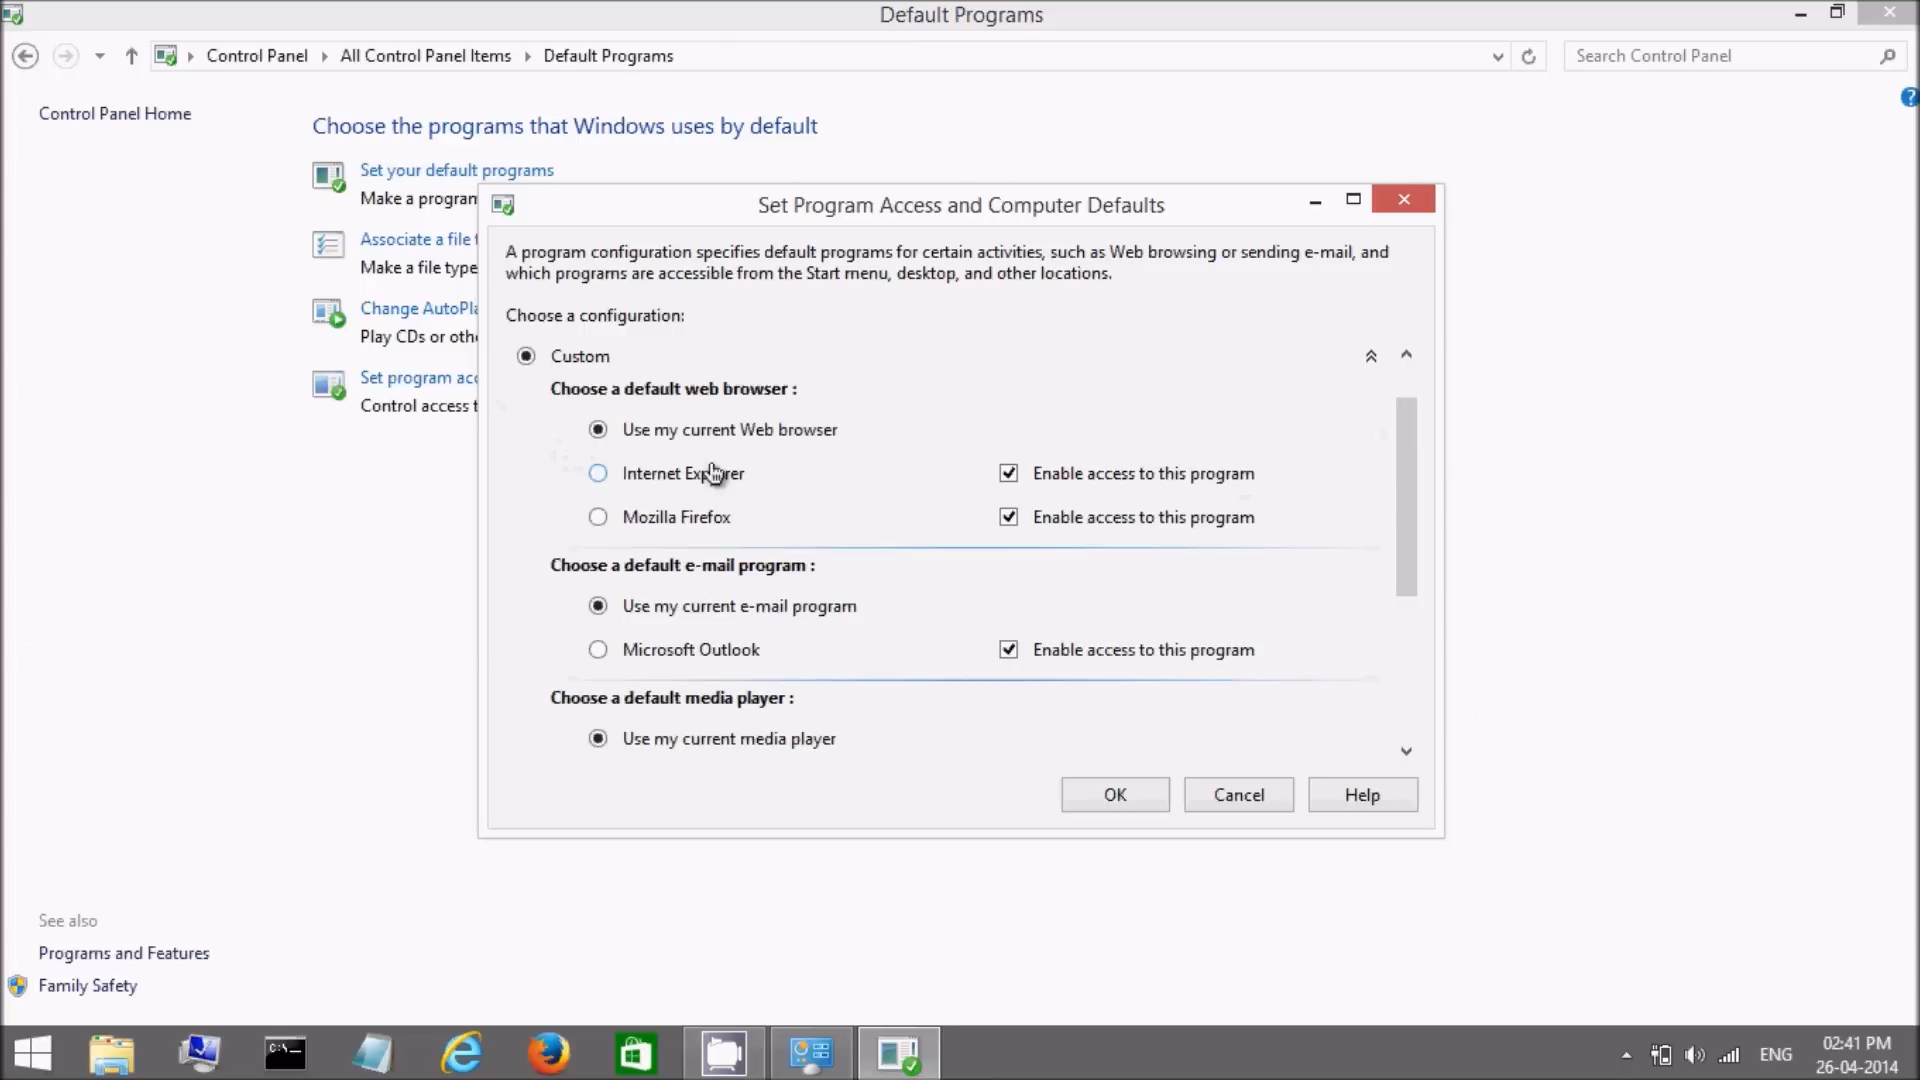 Default Programs
Control Panel
All Control Panel Items
Default Programs
Search Control Panel
?
Control Panel Home
Choose the programs that Windows uses by default
Set your default programs
Make a program
Associate a file
Make a file type
Change AutoPla
Play CDs or oth
Set program acc
Control access t
Set Program Access and Computer Defaults
A program configuration specifies default programs for certain activities, such as Web browsing or sending e-mail, and
which programs are accessible from the Start menu, desktop, and other locations.
Choose a configuration:
Custom
Choose a default web browser :
Use my current Web browser
Internet Explorer
Enable access to this program
Mozilla Firefox
Enable access to this program
Choose a default e-mail program :
Use my current e-mail program
Microsoft Outlook
Enable access to this program
Choose a default media player :
Use my current media player
OK
Cancel
Help
See also
Programs and Features
Family Safety
C:\_
ENG
02:41 PM
26-04-2014